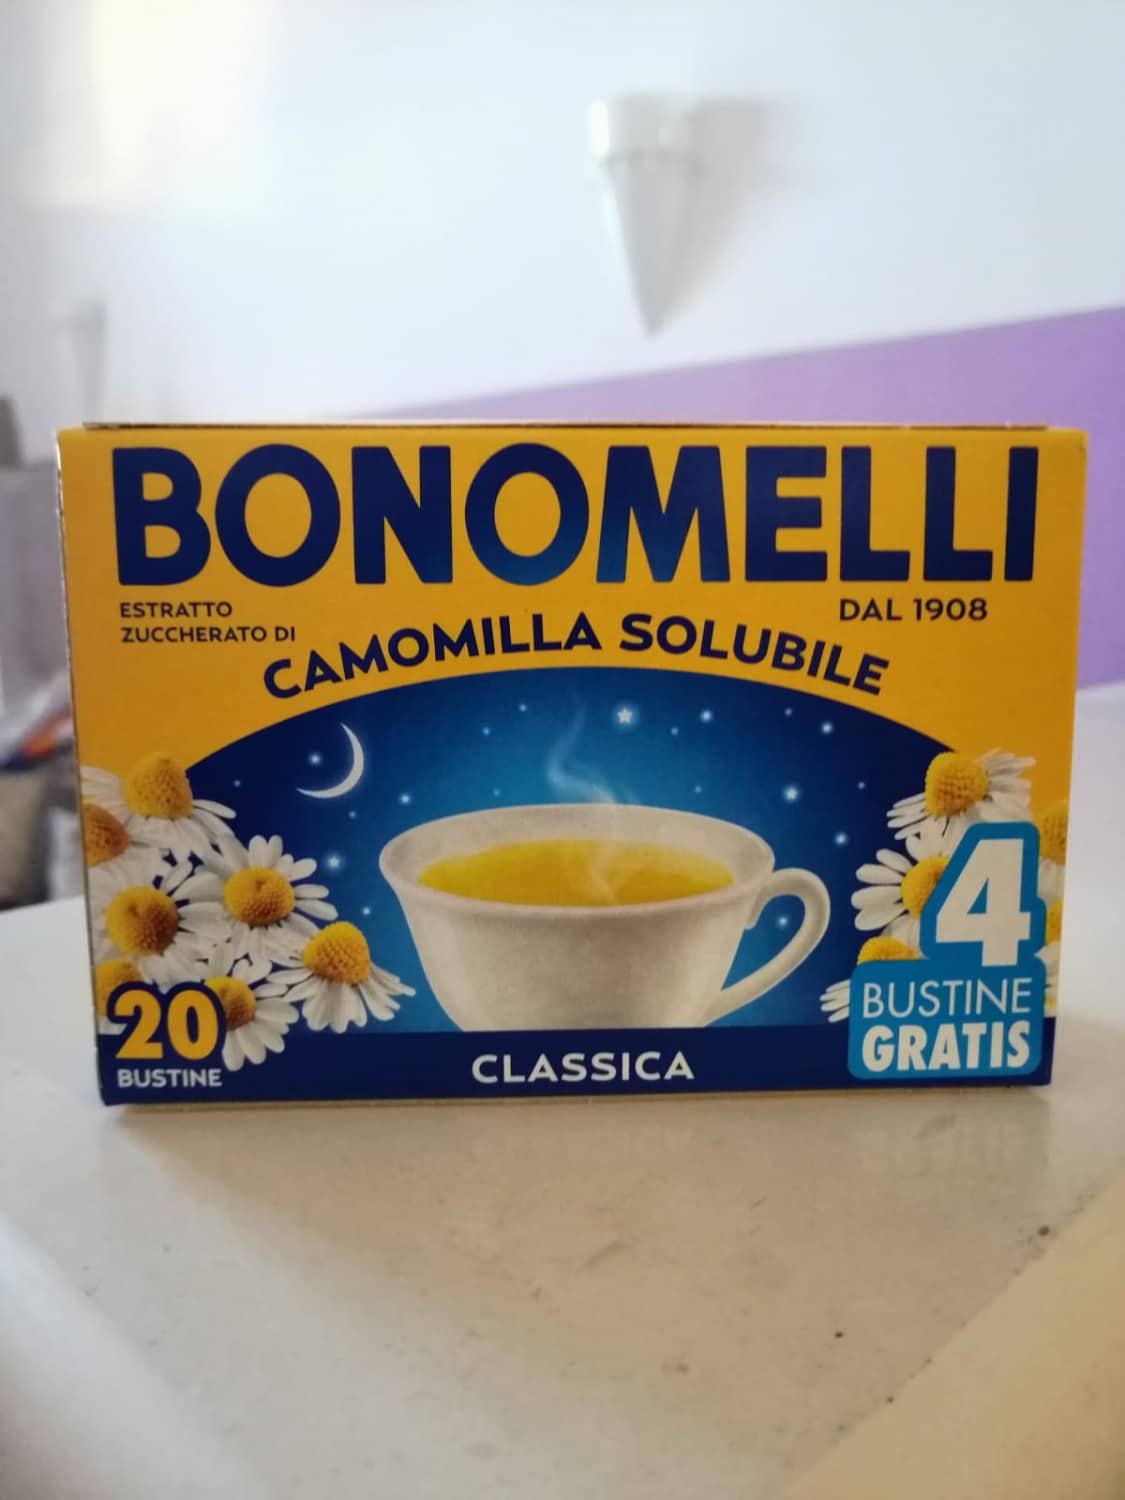 BONOMELLI
DAL 1908
ESTRATTO
ZUCCHERATO DI
CAMOMILLA SOLUBILE
20
BUSTINE
CLASSICA
4
BUSTINE
GRATIS